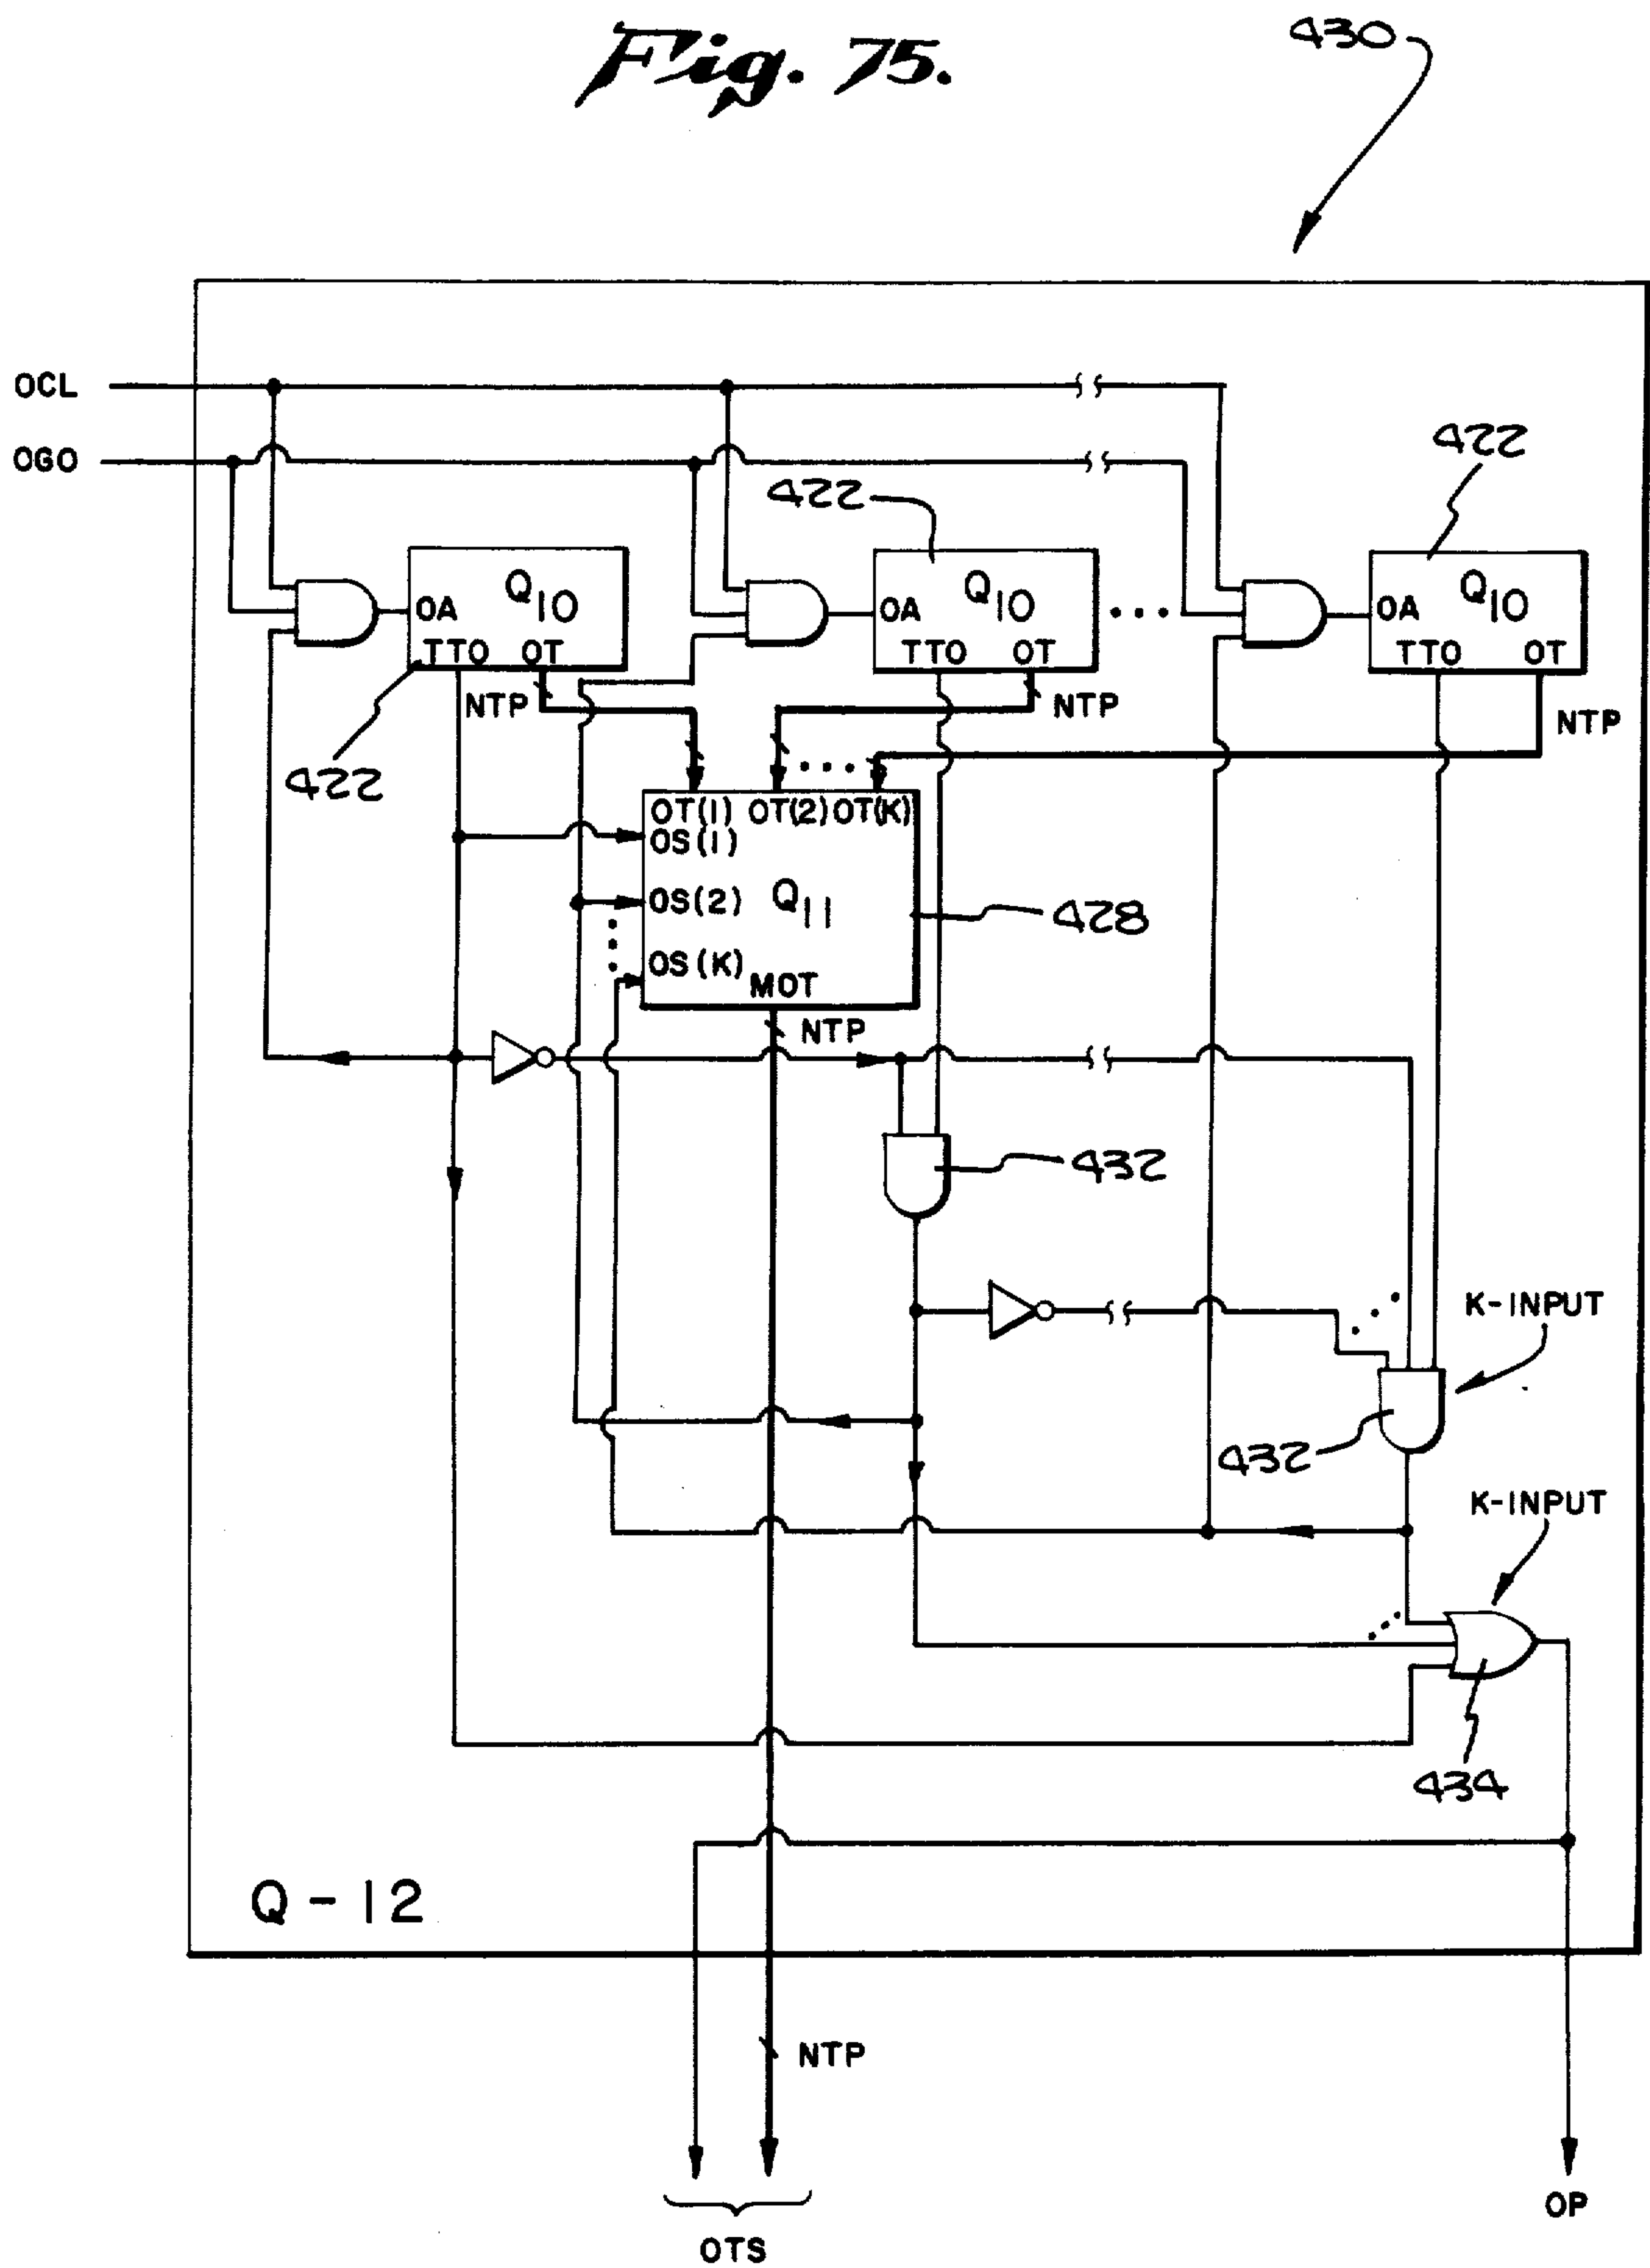 Fig. 75.
430
OCL
OGO
422
422
OA Q10
TTO OT
OA Q10
TTO OT
OA Q10
TTO OT
NTP
NTP
NTP
422
OT(1) OT(2) OT(K)
OS(1)
OS(2) Q11
428
OS(K)
MOT
NTP
432
K-INPUT
432
K-INPUT
434
Q-12
NTP
OTS
OP